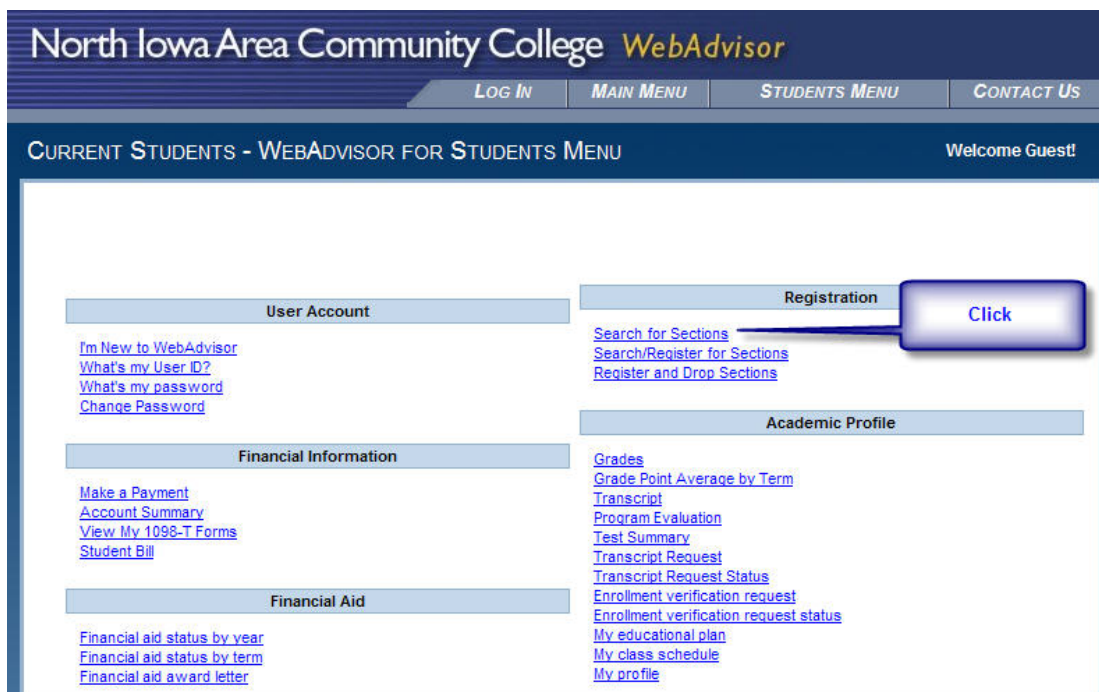 North Iowa Area Community College WebAdvisor
LOG IN MAIN MENU STUDENTS MENU CONTACT US
CURRENT STUDENTS - WEBADVISOR FOR STUDENTS MENU Welcome Guest!
User Account
I'm New to WebAdvisor
What's my User ID?
What's my password
Change Password
Financial Information
Make a Payment
Account Summary
View My 1098-T Forms
Student Bill
Financial Aid
Financial aid status by year
Financial aid status by term
Financial aid award letter
Registration
Click
Search for Sections
Search/Register for Sections
Register and Drop Sections
Academic Profile
Grades
Grade Point Average by Term
Transcript
Program Evaluation
Test Summary
Transcript Request
Transcript Request Status
Enrollment verification request
Enrollment verification request status
My educational plan
My class schedule
My profile